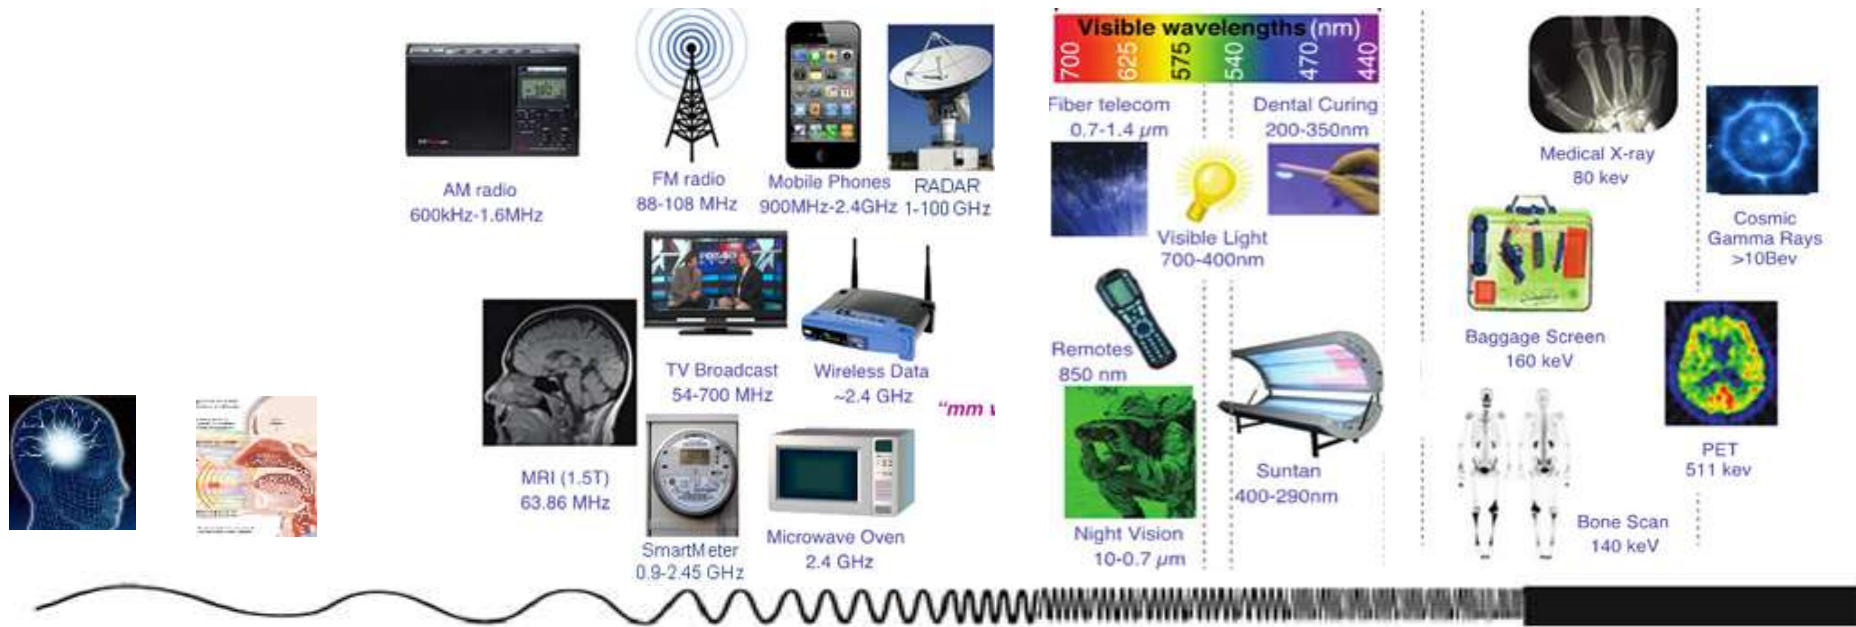 AM radio
600kHz-1.6MHz
FM radio
88-108 MHz
Mobile Phones
900MHz-2.4GHz
RADAR
1-100 GHz
MRI (1.5T)
63.86 MHz
TV Broadcast
54-700 MHz
Wireless Data
~2.4 GHz
"mm
SmartMeter
0.9-2.45 GHz
Microwave Oven
2.4 GHz
Visible wavelengths (nm)
700 625 575 540 470 440
Fiber telecom
0.7-1.4 µm
Dental Curing
200-350nm
Visible Light
700-400nm
Remotes
850 nm
Night Vision
10-0.7 µm
Suntan
400-290nm
Medical X-ray
80 kev
Baggage Screen
160 keV
Bone Scan
140 keV
Cosmic
Gamma Rays
>10Bev
PET
511 kev